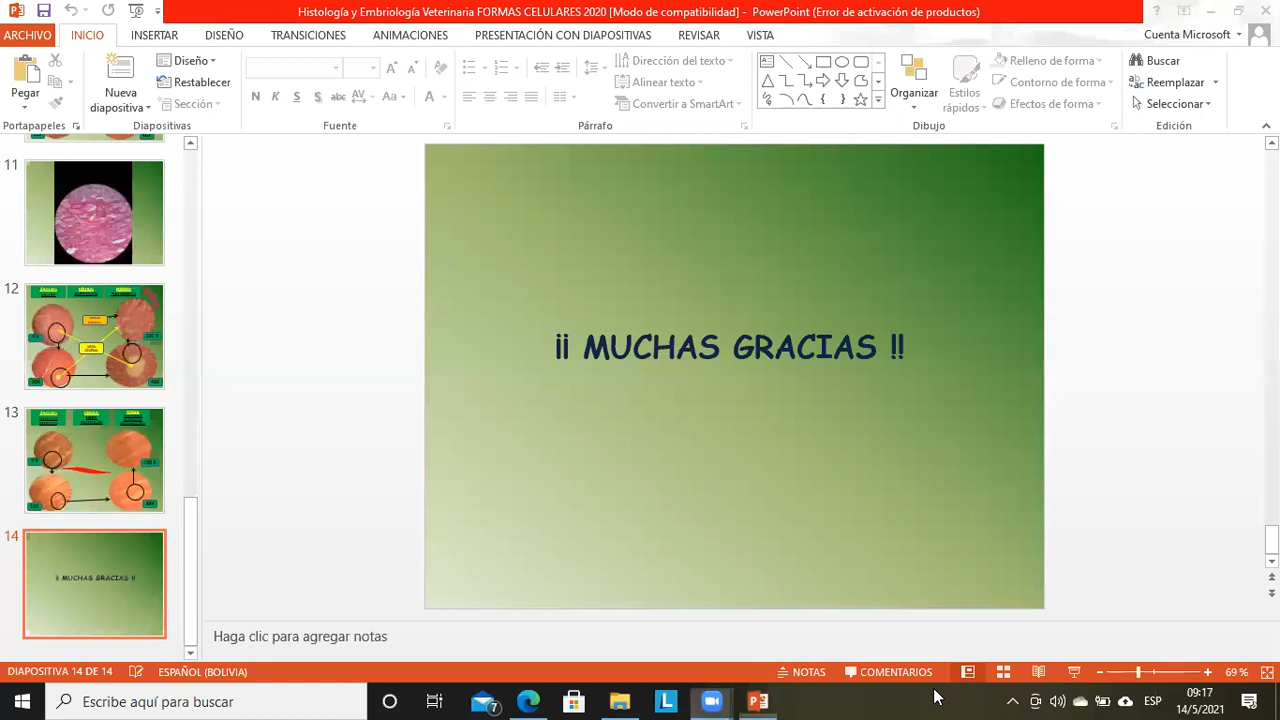 Histología y Embriología Veterinaria FORMAS CELULARES 2020 [Modo de compatibilidad] - PowerPoint (Error de activación de productos)
ARCHIVO INICIO INSERTAR DISEÑO TRANSICIONES ANIMACIONES PRESENTACIÓN CON DIAPOSITIVAS REVISAR VISTA Cuenta Microsoft
Pegar
Portapapeles
Nueva diapositiva
Diseño
Restablecer
Sección
Diapositivas
N K S S abc AV Aa A
Fuente
Dirección del texto
Alinear texto
Convertir a SmartArt
Párrafo
Organizar
Estilos rápidos
Relleno de forma
Contorno de forma
Efectos de forma
Dibujo
Buscar
Reemplazar
Seleccionar
Edición
11
12
13
14
¡¡ MUCHAS GRACIAS !!
¡¡ MUCHAS GRACIAS !!
Haga clic para agregar notas
DIAPOSITIVA 14 DE 14 ESPAÑOL (BOLIVIA) NOTAS COMENTARIOS 69 %
Escribe aquí para buscar
7
L
ESP
09:17
14/5/2021